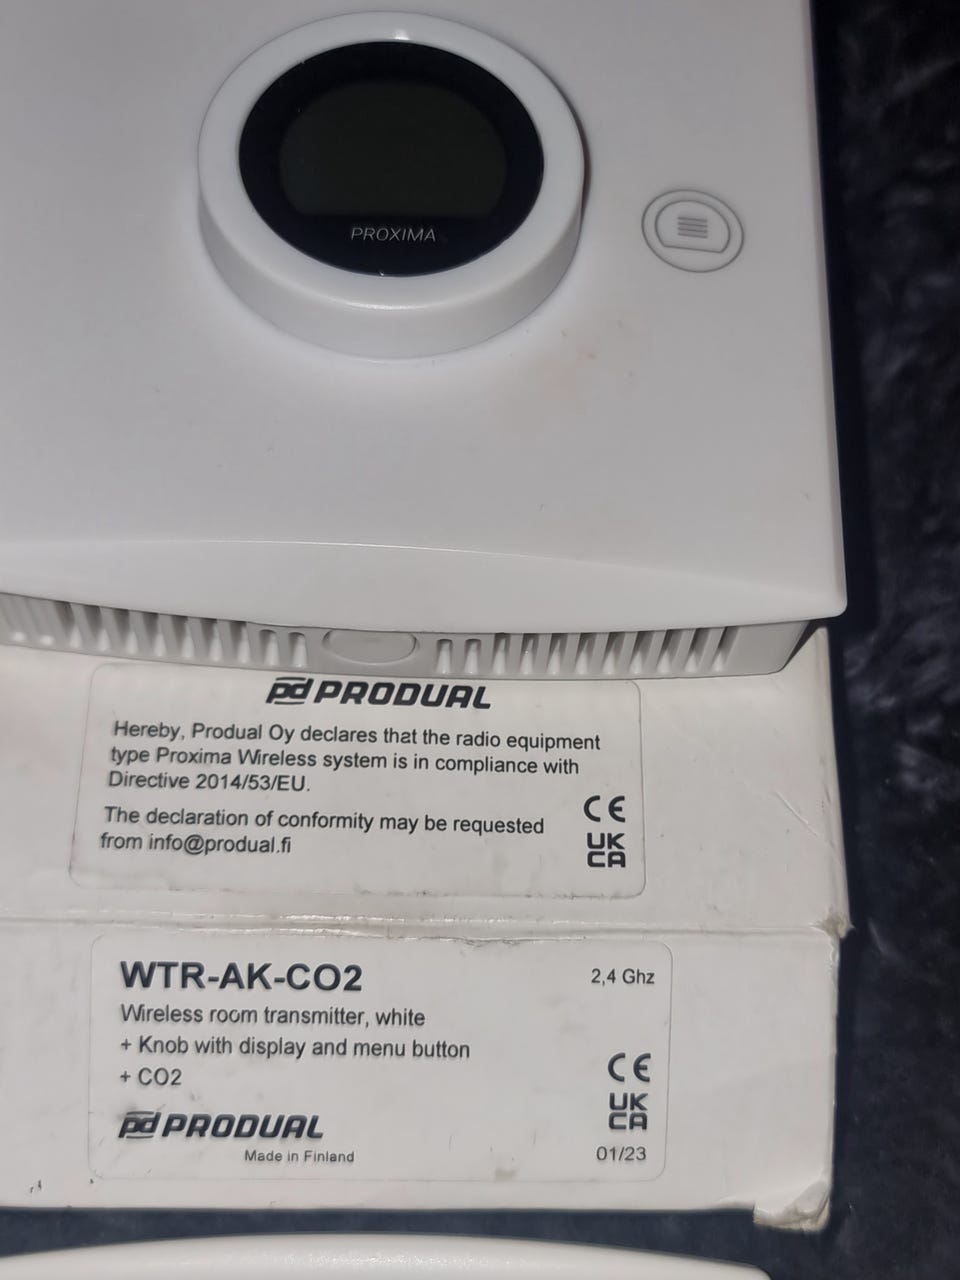 PROXIMA
pd PRODUAL
Hereby, Produal Oy declares that the radio equipment
type Proxima Wireless system is in compliance with
Directive 2014/53/EU.
The declaration of conformity may be requested
from info@produal.fi
CE
UK
CA
WTR-AK-CO2
2,4 Ghz
Wireless room transmitter, white
+ Knob with display and menu button
+ CO2
CE
UK
CA
pd PRODUAL
Made in Finland
01/23